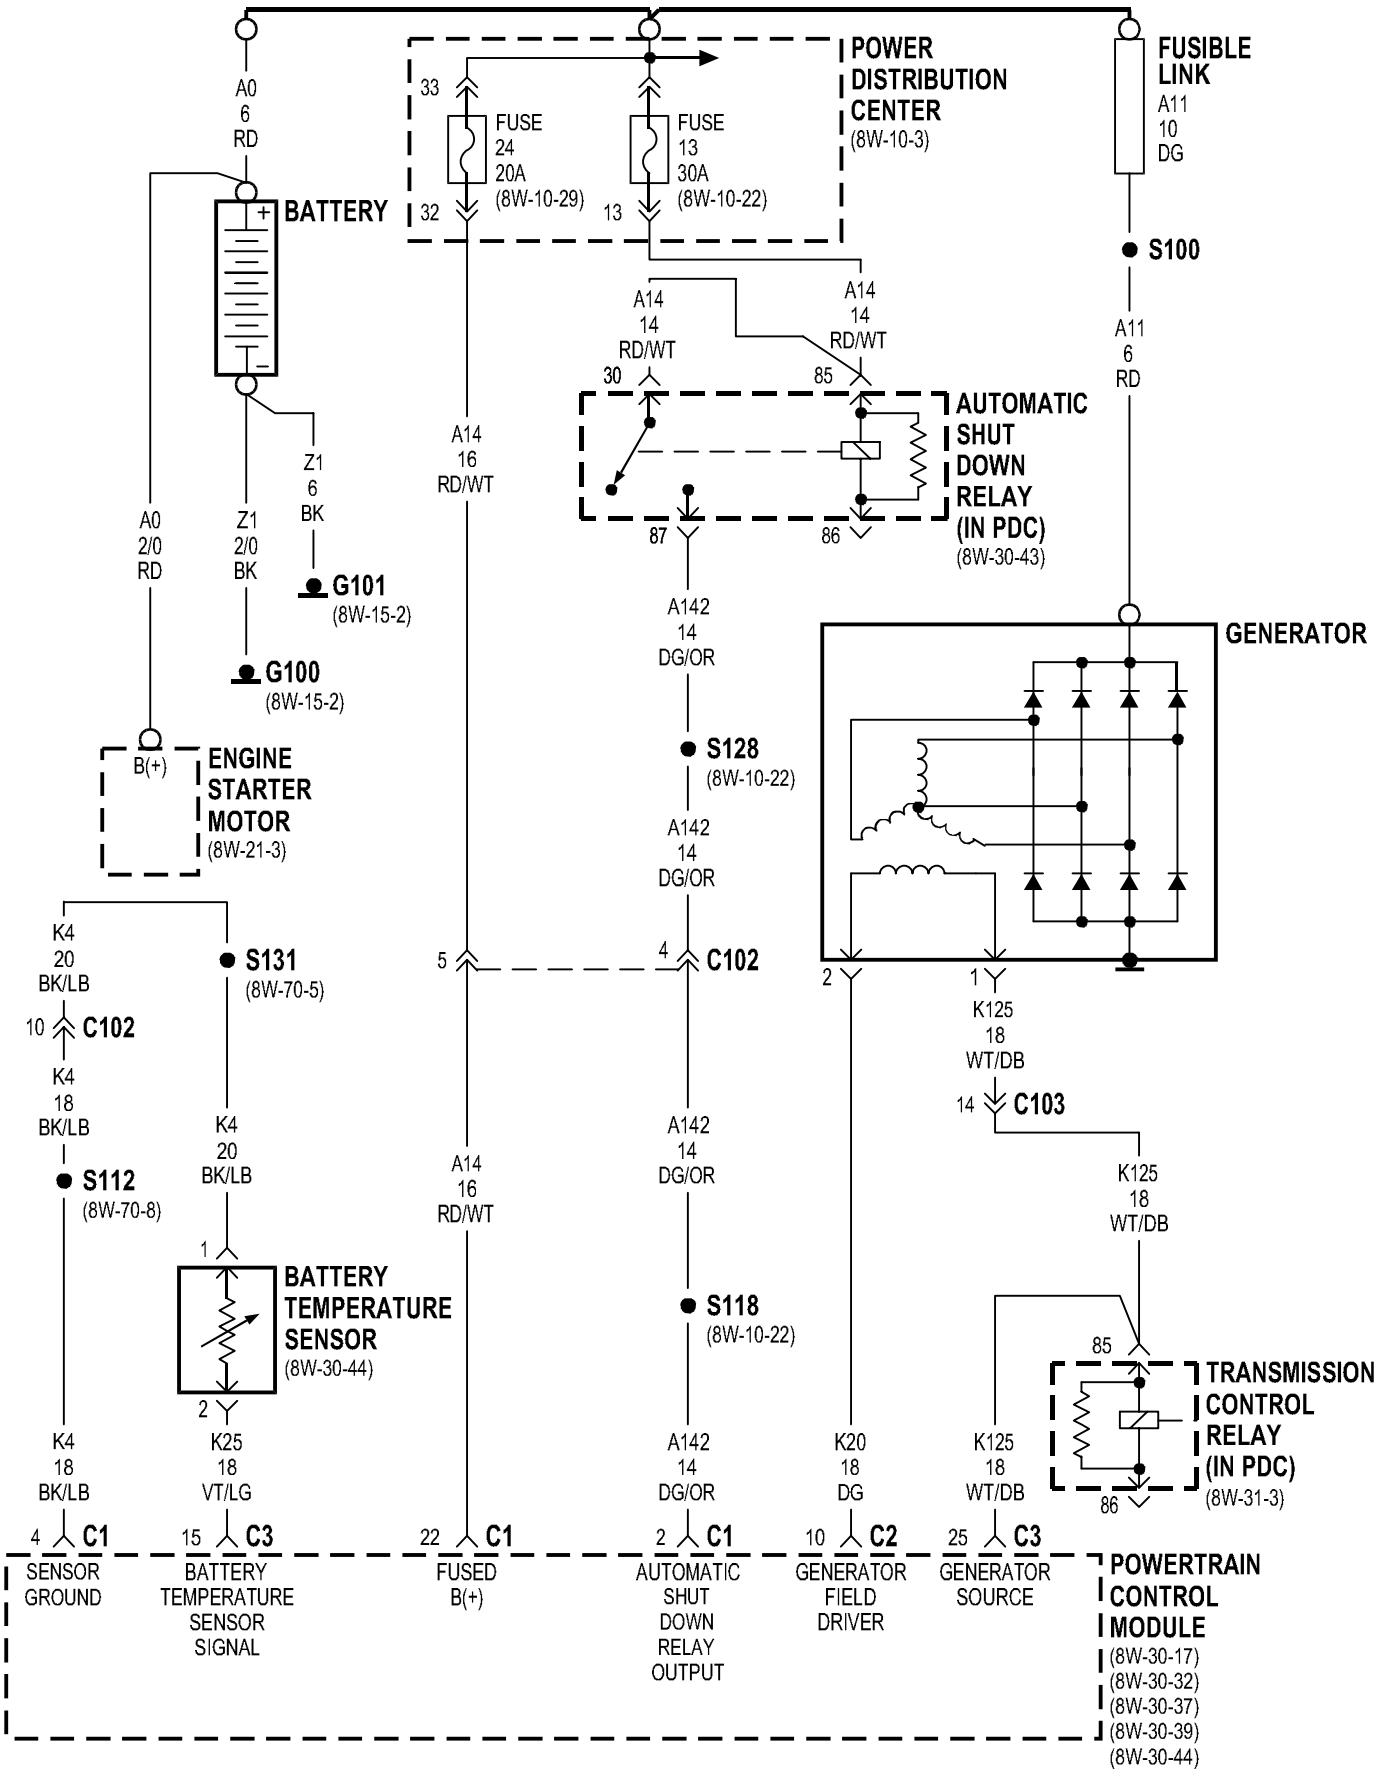 A0
6
RD
33
FUSE
24
20A
(8W-10-29)
32
FUSE
13
30A
(8W-10-22)
13
POWER
DISTRIBUTION
CENTER
(8W-10-3)
FUSIBLE
LINK
A11
10
DG
+
BATTERY
–
S100
A14
14
RD/WT
A14
14
RD/WT
A11
6
RD
30
85
AUTOMATIC
SHUT
DOWN
RELAY
(IN PDC)
(8W-30-43)
87
86
A14
16
RD/WT
Z1
6
BK
A0
2/0
RD
Z1
2/0
BK
G101
(8W-15-2)
G100
(8W-15-2)
A142
14
DG/OR
GENERATOR
B(+)
ENGINE
STARTER
MOTOR
(8W-21-3)
S128
(8W-10-22)
A142
14
DG/OR
K4
20
BK/LB
S131
(8W-70-5)
5
4
C102
2
1
10
C102
K125
18
WT/DB
K4
18
BK/LB
14
C103
K4
20
BK/LB
A14
16
RD/WT
A142
14
DG/OR
K125
18
WT/DB
S112
(8W-70-8)
1
BATTERY
TEMPERATURE
SENSOR
(8W-30-44)
2
S118
(8W-10-22)
85
TRANSMISSION
CONTROL
RELAY
(IN PDC)
(8W-31-3)
86
K4
18
BK/LB
K25
18
VT/LG
A142
14
DG/OR
K20
18
DG
K125
18
WT/DB
4
C1
15
C3
22
C1
2
C1
10
C2
25
C3
SENSOR
GROUND
BATTERY
TEMPERATURE
SENSOR
SIGNAL
FUSED
B(+)
AUTOMATIC
SHUT
DOWN
RELAY
OUTPUT
GENERATOR
FIELD
DRIVER
GENERATOR
SOURCE
POWERTRAIN
CONTROL
MODULE
(8W-30-17)
(8W-30-32)
(8W-30-37)
(8W-30-39)
(8W-30-44)